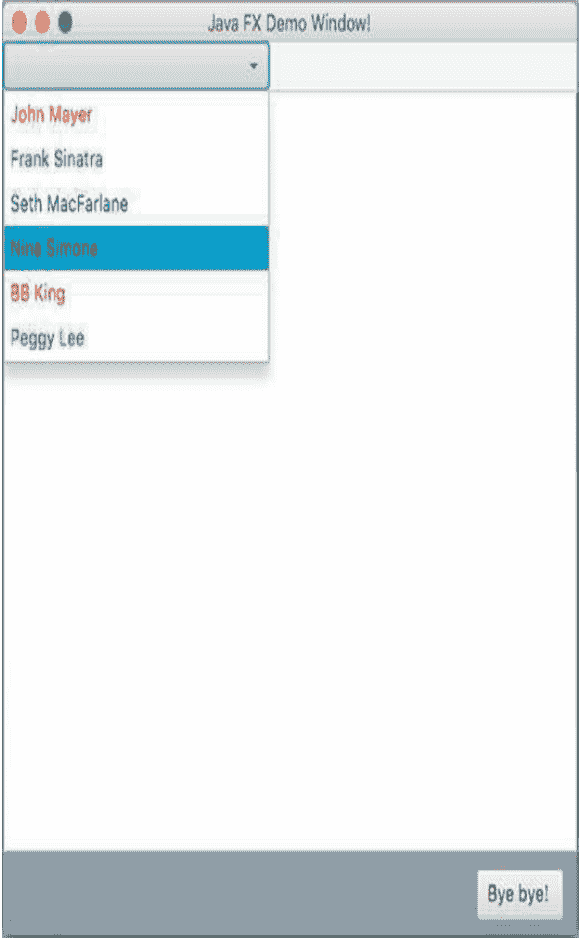 Java FX Demo Window!
John Mayer
Frank Sinatra
Seth MacFarlane
Nina Simone
BB King
Peggy Lee
Bye bye!